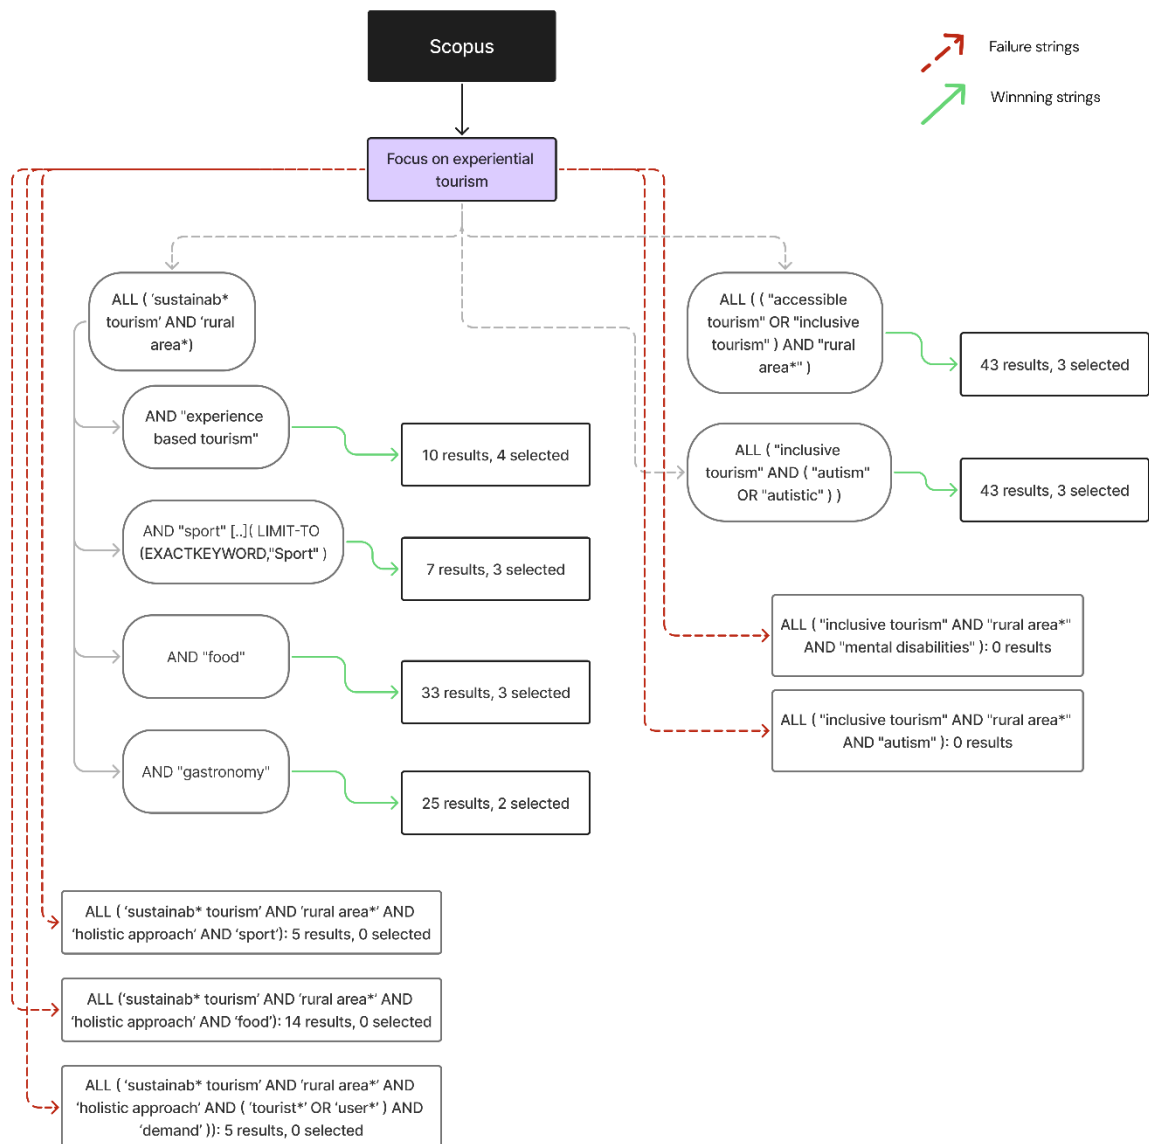 Scopus
Failure strings
Winnning strings
Focus on experiential
tourism
ALL ( ‘sustainab*
tourism’ AND ‘rural
area*)
AND "experience
based tourism"
10 results, 4 selected
AND "sport" [..]( LIMIT-TO
(EXACTKEYWORD,"Sport" )
7 results, 3 selected
AND "food"
33 results, 3 selected
AND "gastronomy"
25 results, 2 selected
ALL ( ( "accessible
tourism" OR "inclusive
tourism" ) AND "rural
area*" )
43 results, 3 selected
ALL ( "inclusive
tourism" AND ( "autism"
OR "autistic" ) )
43 results, 3 selected
ALL ( "inclusive tourism" AND "rural area*"
AND "mental disabilities" ): 0 results
ALL ( "inclusive tourism" AND "rural area*"
AND "autism" ): 0 results
ALL ( ‘sustainab* tourism’ AND ‘rural area*’ AND
‘holistic approach’ AND ‘sport’): 5 results, 0 selected
ALL (‘sustainab* tourism’ AND ‘rural area*’ AND
‘holistic approach’ AND ‘food’): 14 results, 0 selected
ALL ( ‘sustainab* tourism’ AND ‘rural area*’ AND
‘holistic approach’ AND ( ‘tourist*’ OR ‘user*’ ) AND
‘demand’ )): 5 results, 0 selected